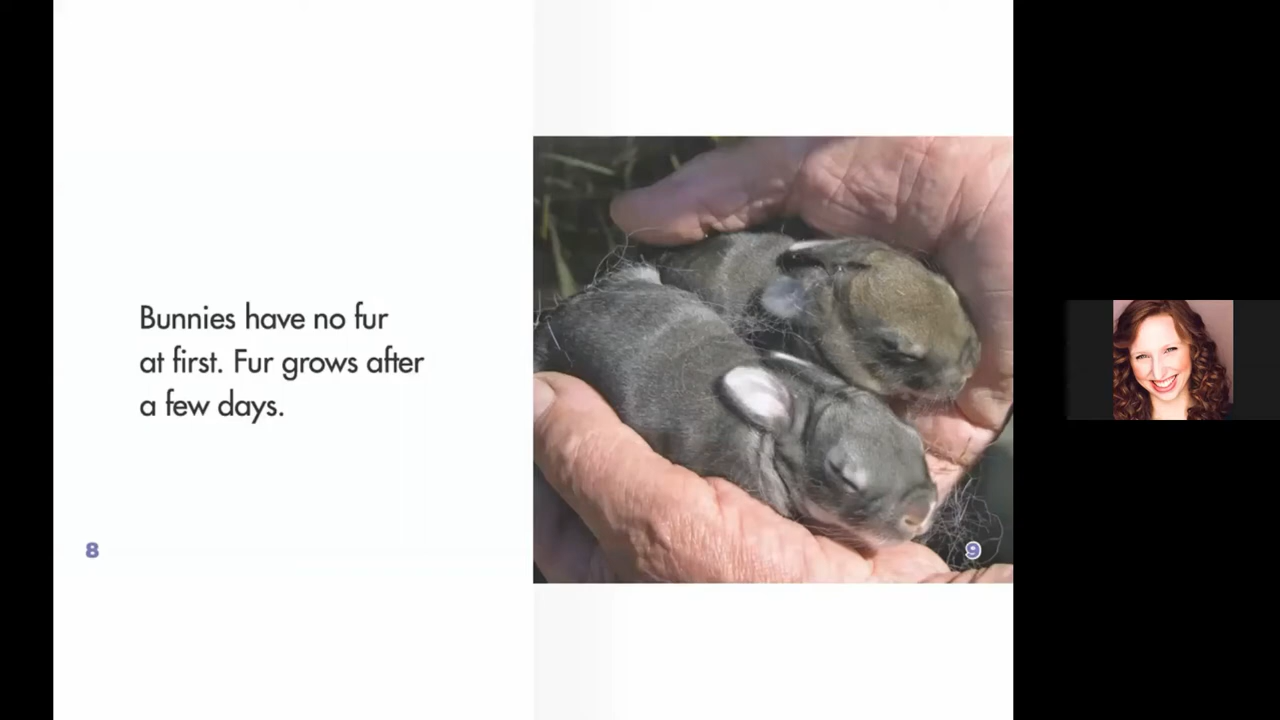 Bunnies have no fur
at first. Fur grows after
a few days.
8
9